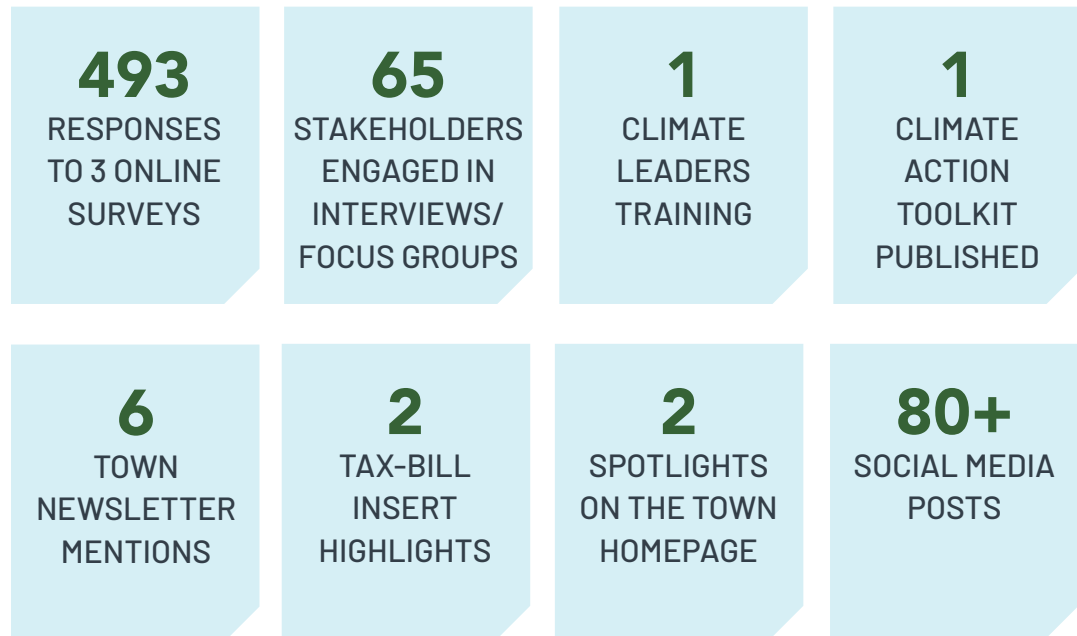 493
RESPONSES
TO 3 ONLINE
SURVEYS
65
STAKEHOLDERS
ENGAGED IN
INTERVIEWS/
FOCUS GROUPS
1
CLIMATE
LEADERS
TRAINING
1
CLIMATE
ACTION
TOOLKIT
PUBLISHED
6
TOWN
NEWSLETTER
MENTIONS
2
TAX-BILL
INSERT
HIGHLIGHTS
2
SPOTLIGHTS
ON THE TOWN
HOMEPAGE
80+
SOCIAL MEDIA
POSTS